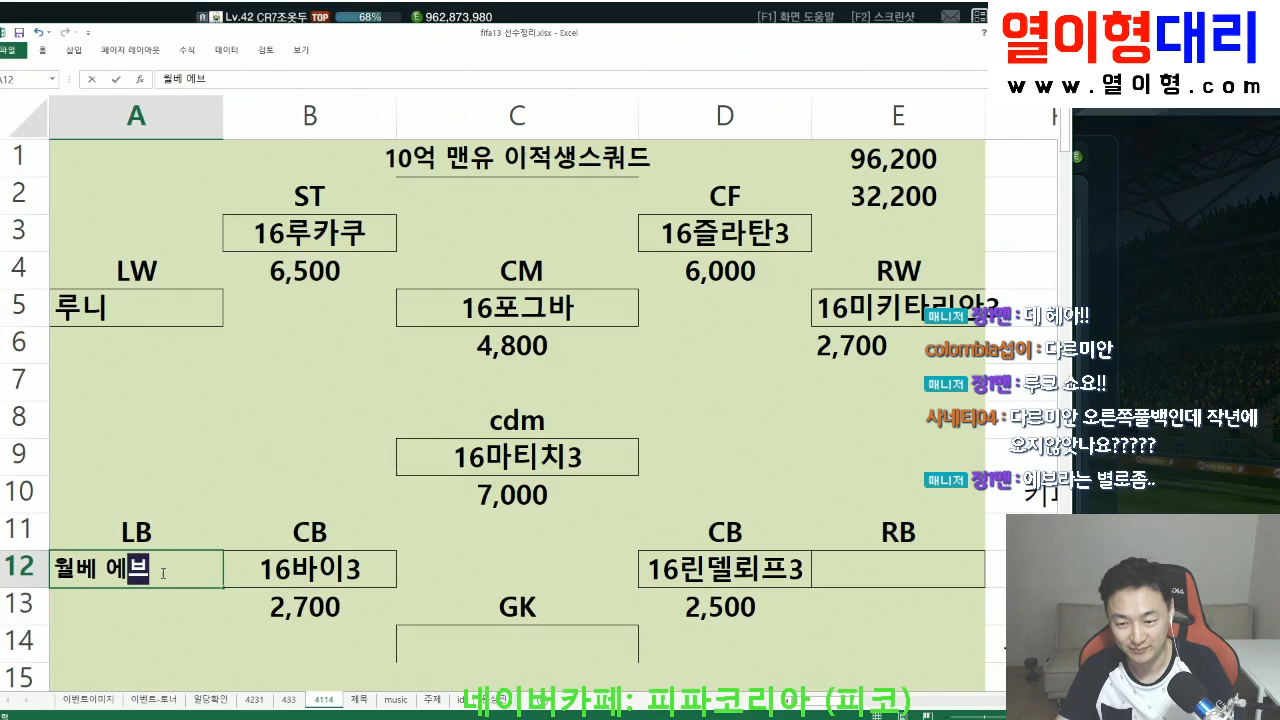 Lv.42 CR7조옷두 TOP 68% 962,873,980 [F1] 화면 도움말 [F2] 스크린샷
fifa13 선수정리.xlsx - Excel
파일 홈 삽입 페이지 레이아웃 수식 데이터 검토 보기
A12 fx 월베 에브
열이형대리
www.열이형.com
A B C D E
1 10억 맨유 이적생스쿼드 96,200
2 ST CF 32,200
3 16루카쿠 16즐라탄3
4 LW 6,500 CM 6,000 RW
5 루니 16포그바 16미키타리안3
6 4,800 2,700
7
8 cdm
9 16마티치3
10 7,000
11 LB CB CB RB
12 월베 에브 16바이3 16린델뢰프3
13 2,700 GK 2,500
14
15
매니저 정1맨 : 데 헤아!!
colombia섭이 : 다르미안
매니저 정1맨 : 루크 쇼요!!
사네티04 : 다르미안 오른쪽풀백인데 작년에
오지않앗나요?????
매니저 정1맨 : 에브라는 별로좀..
이벤트이미지 이벤트-토너 일당확인 4231 433 4114 제목 music 주제
네이버카페: 피파코리아 (피코)